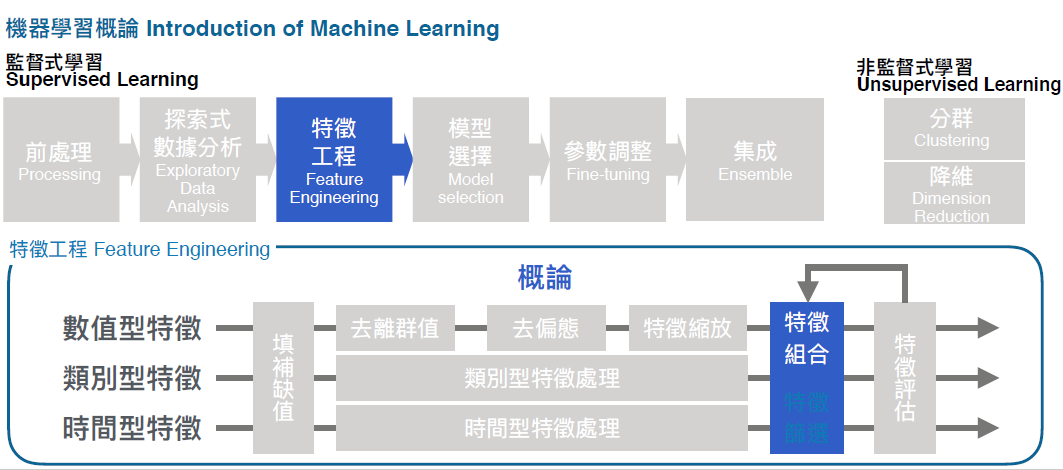 機器學習概論 Introduction of Machine Learning
監督式學習
Supervised Learning
非監督式學習
Unsupervised Learning
前處理
Processing
探索式
數據分析
Exploratory
Data
Analysis
特徵
工程
Feature
Engineering
模型
選擇
Model
selection
參數調整
Fine-tuning
集成
Ensemble
分群
Clustering
降維
Dimension
Reduction
特徵工程 Feature Engineering
概論
數值型特徵
類別型特徵
時間型特徵
填補缺值
去離群值
去偏態
特徵縮放
類別型特徵處理
時間型特徵處理
特徵
組合
特徵
篩選
特徵評估